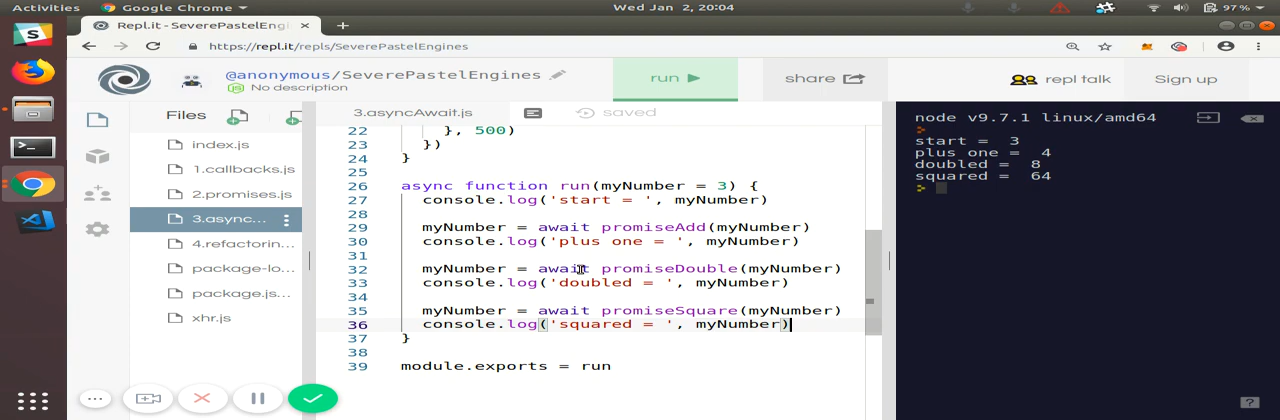 Activities Google Chrome Wed Jan 2, 20:04 97 %
Repl.it - SeverePastelEngi
https://repl.it/repls/SeverePastelEngines
@anonymous/SeverePastelEngines
No description
run
share
repl talk
Sign up
Files
index.js
1.callbacks.js
2.promises.js
3.async...
4.refactorin...
package-lo...
package.js...
xhr.js
3.asyncAwait.js
saved
22 }, 500)
23 })
24 }
25
26 async function run(myNumber = 3) {
27 console.log('start = ', myNumber)
28
29 myNumber = await promiseAdd(myNumber)
30 console.log('plus one = ', myNumber)
31
32 myNumber = await promiseDouble(myNumber)
33 console.log('doubled = ', myNumber)
34
35 myNumber = await promiseSquare(myNumber)
36 console.log('squared = ', myNumber)
37 }
38
39 module.exports = run
node v9.7.1 linux/amd64
start = 3
plus one = 4
doubled = 8
squared = 64